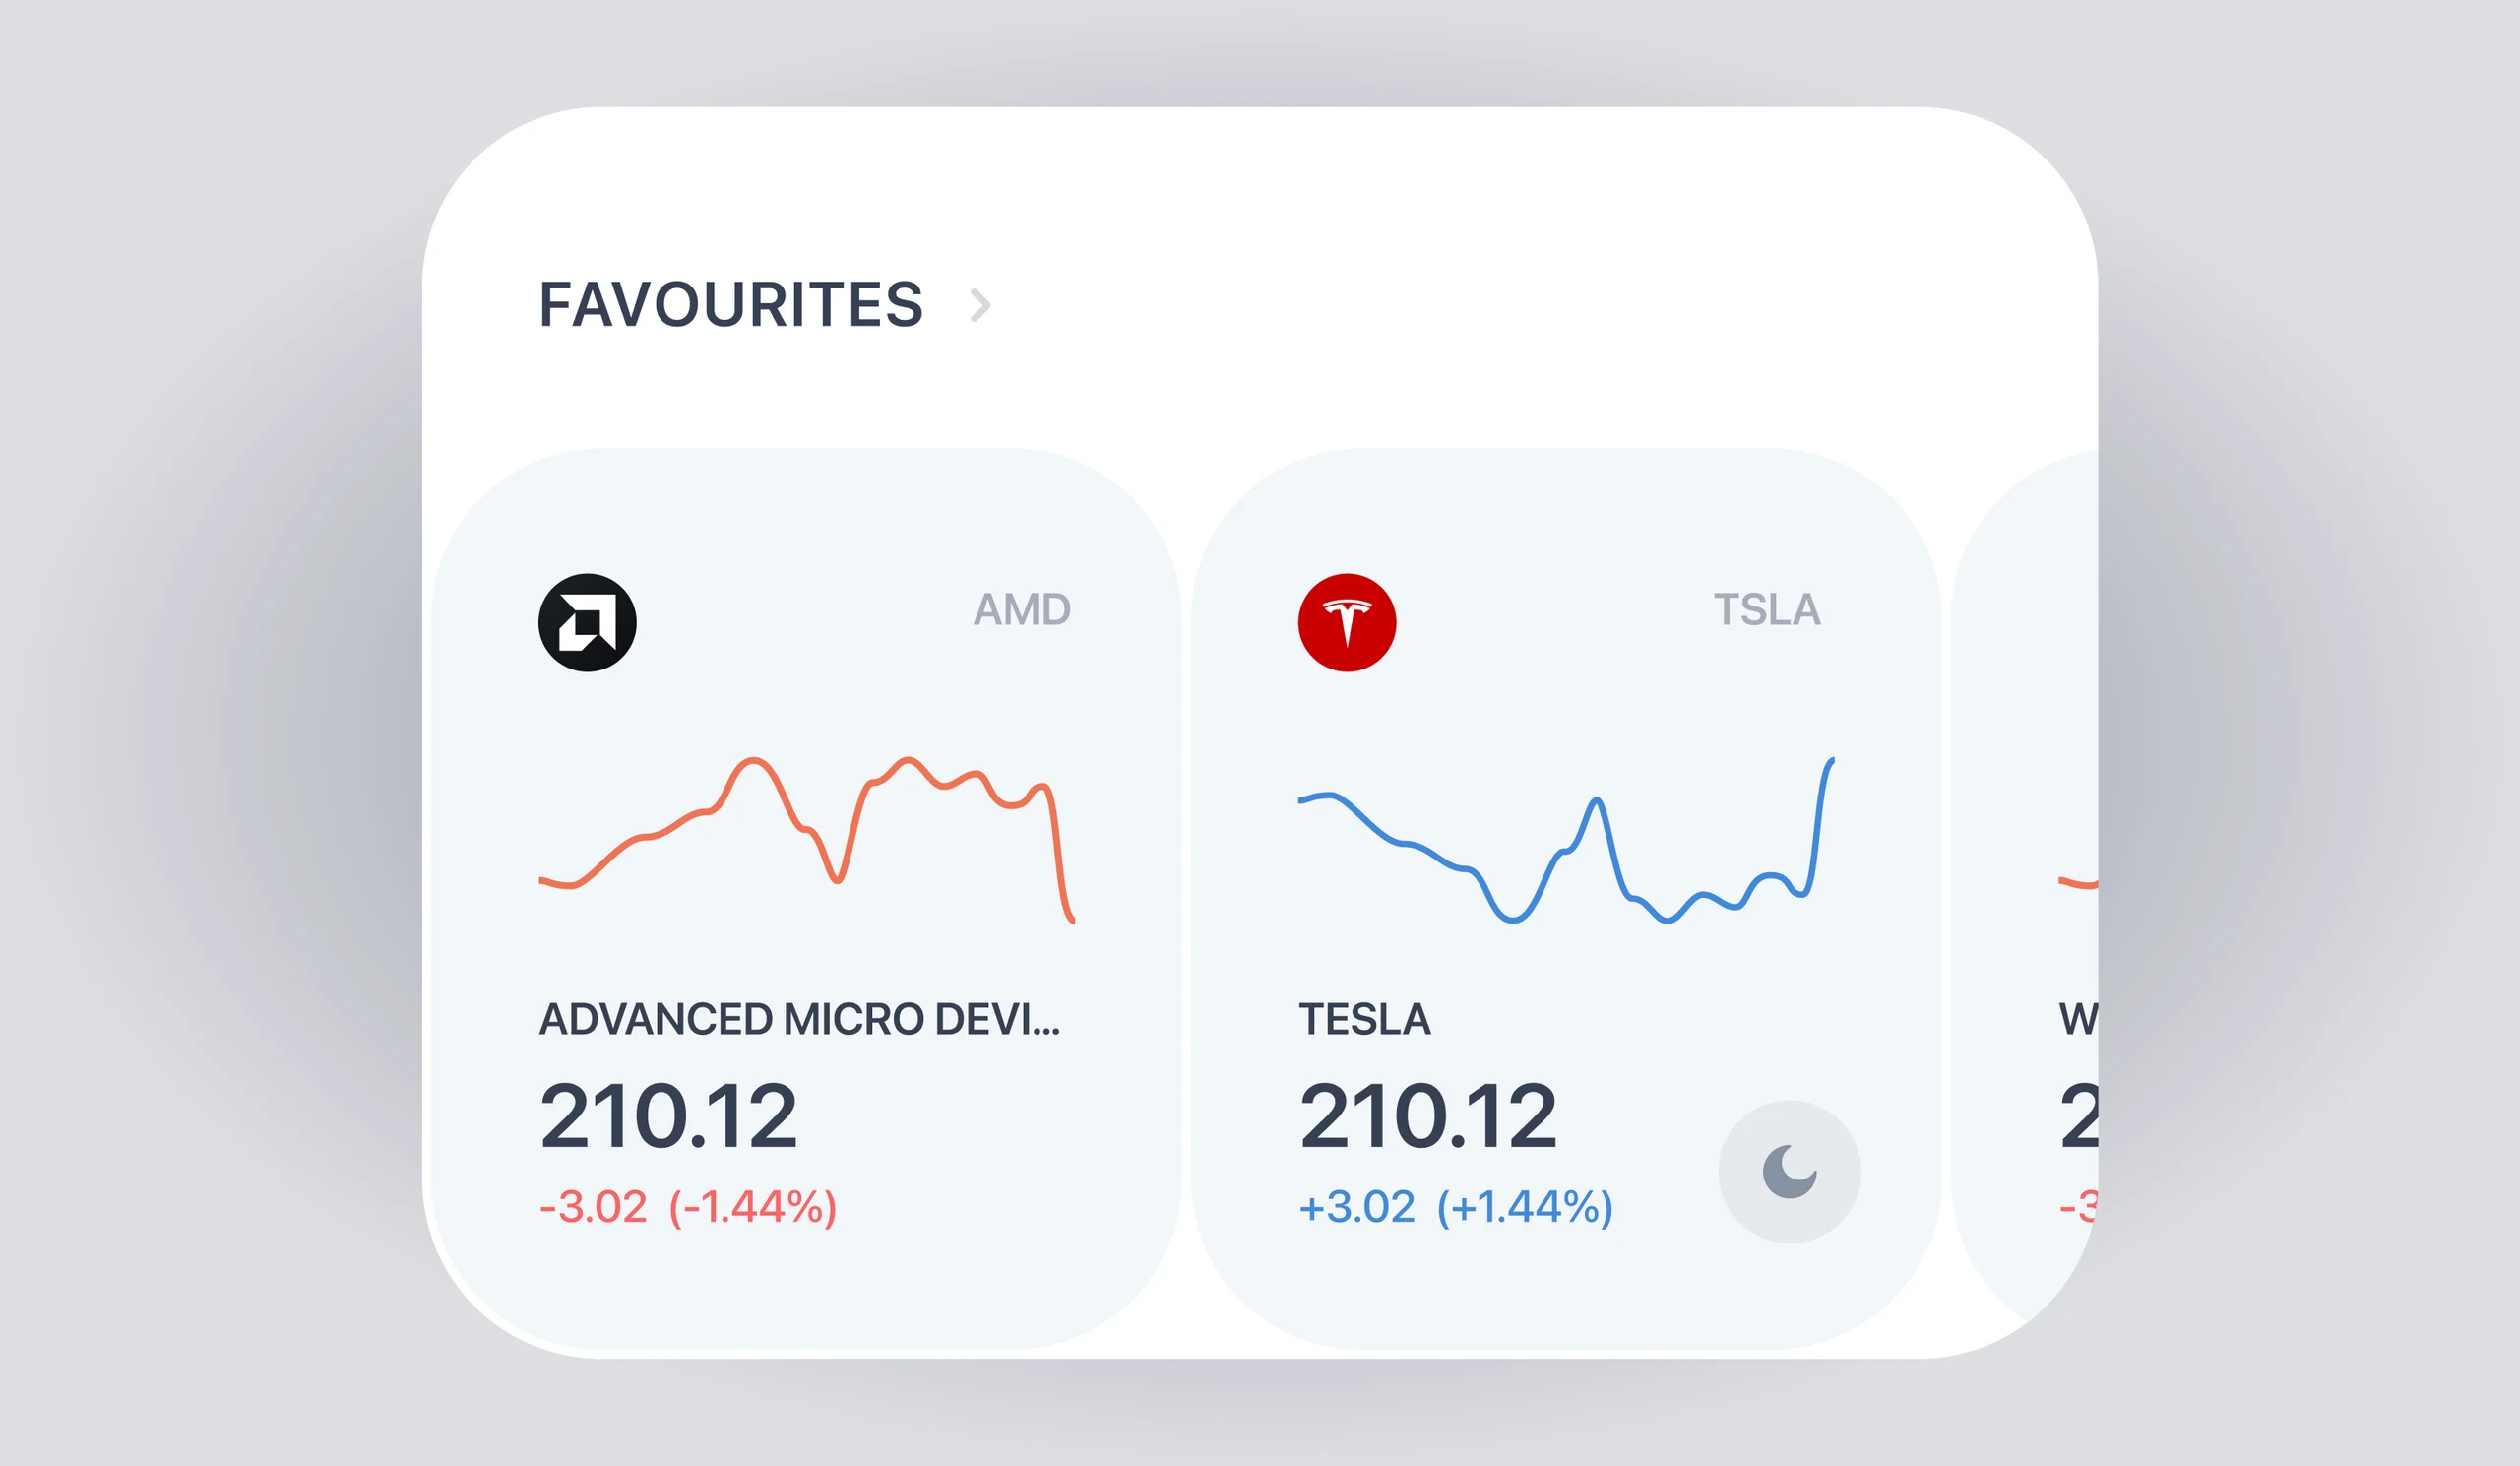 FAVOURITES
AMD
ADVANCED MICRO DEVI...
210.12
-3.02 (-1.44%)
TSLA
TESLA
210.12
+3.02 (+1.44%)